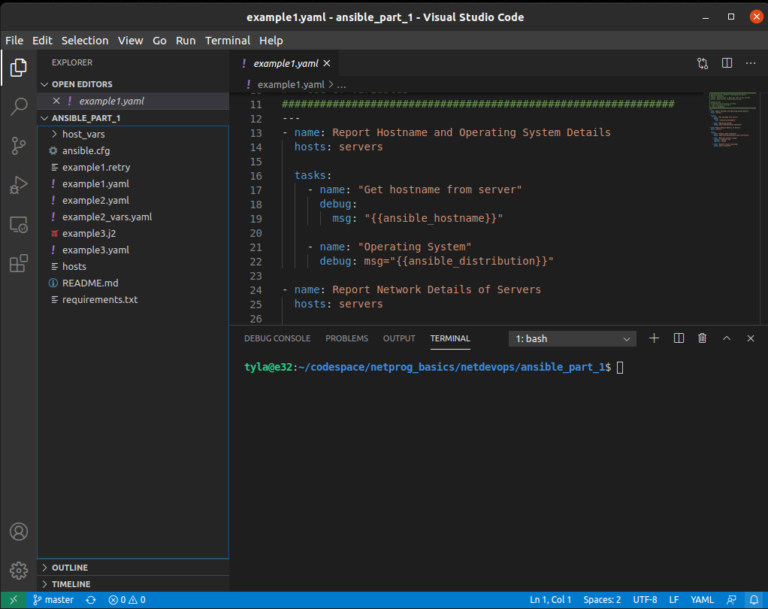 example1.yaml - ansible_part_1 - Visual Studio Code
File Edit Selection View Go Run Terminal Help
EXPLORER
OPEN EDITORS
example1.yaml
ANSIBLE_PART_1
host_vars
ansible.cfg
example1.retry
example1.yaml
example2.yaml
example2_vars.yaml
example3.j2
example3.yaml
hosts
README.md
requirements.txt
OUTLINE
TIMELINE
! example1.yaml
! example1.yaml > ...
11 ##############################################################
12 ---
13 - name: Report Hostname and Operating System Details
14 hosts: servers
15
16 tasks:
17 - name: "Get hostname from server"
18 debug:
19 msg: "{{ansible_hostname}}"
20
21 - name: "Operating System"
22 debug: msg="{{ansible_distribution}}"
23
24 - name: Report Network Details of Servers
25 hosts: servers
26
DEBUG CONSOLE PROBLEMS OUTPUT TERMINAL 1: bash
tyla@e32:~/codespace/netprog_basics/netdevops/ansible_part_1$
master 0 0 Ln 1, Col 1 Spaces: 2 UTF-8 LF YAML